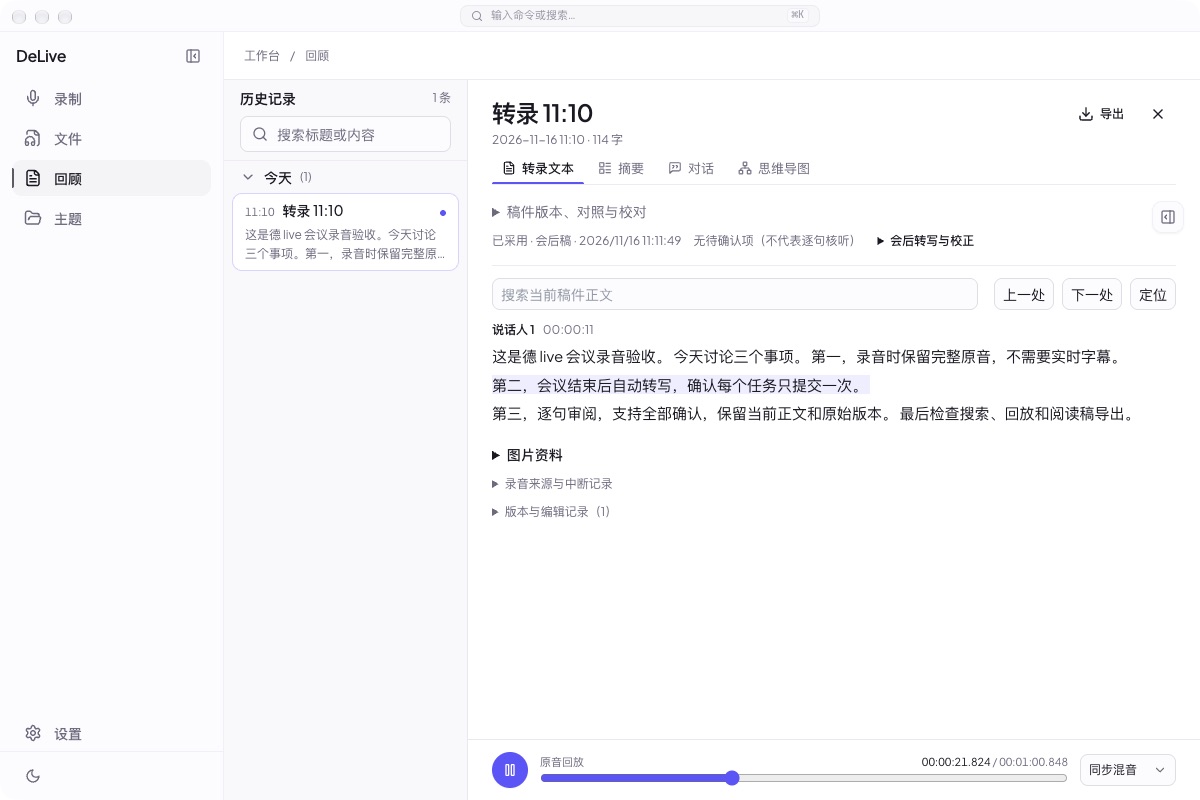 输入命令或搜索...
⌘K
DeLive
录制
文件
回顾
主题
设置
工作台 / 回顾
历史记录
1 条
搜索标题或内容
今天 (1)
11:10 转录 11:10
这是德 live 会议录音验收。今天讨论
三个事项。第一，录音时保留完整原...
转录 11:10
2026-11-16 11:10 · 114 字
导出
转录文本
摘要
对话
思维导图
稿件版本、对照与校对
已采用 · 会后稿 · 2026/11/16 11:11:49 无待确认项（不代表逐句核听） 会后转写与校正
搜索当前稿件正文
上一处
下一处
定位
说话人 1 00:00:11
这是德 live 会议录音验收。 今天讨论三个事项。 第一，录音时保留完整原音，不需要实时字幕。
第二，会议结束后自动转写，确认每个任务只提交一次。
第三，逐句审阅，支持全部确认，保留当前正文和原始版本。 最后检查搜索、回放和阅读稿导出。
图片资料
录音来源与中断记录
版本与编辑记录（1）
原音回放
00:00:21.824 / 00:01:00.848
同步混音